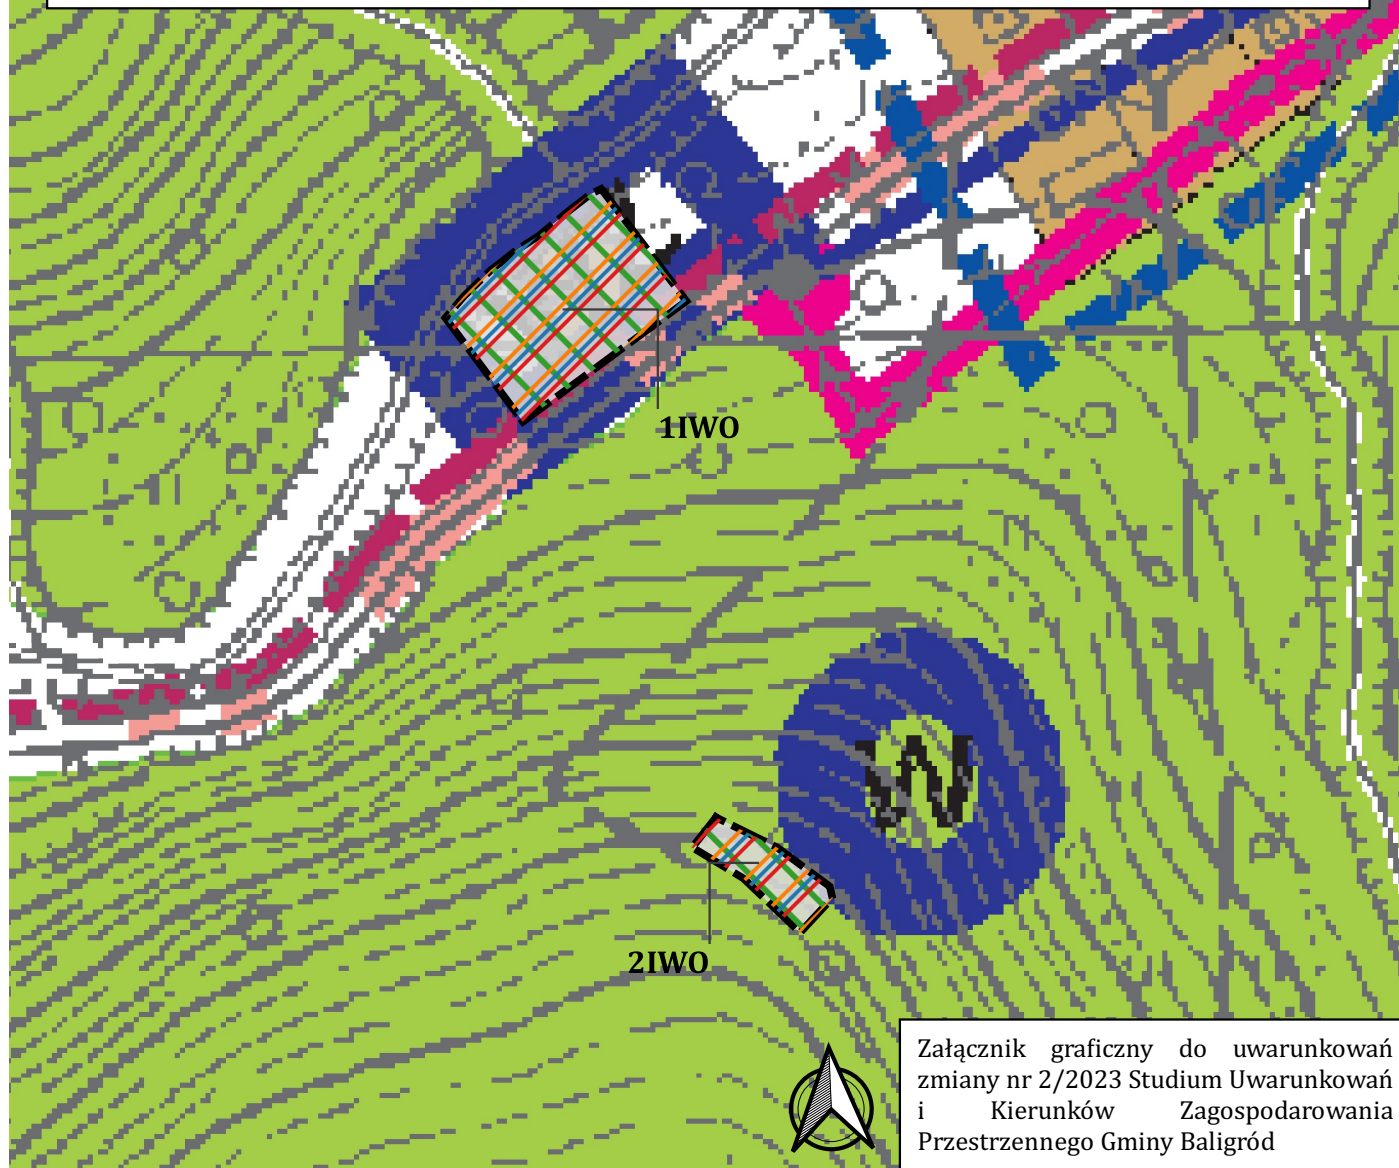 1IWO
W
2IWO
Załącznik graficzny do uwarunkowań
zmiany nr 2/2023 Studium Uwarunkowań
i Kierunków Zagospodarowania
Przestrzennego Gminy Baligród